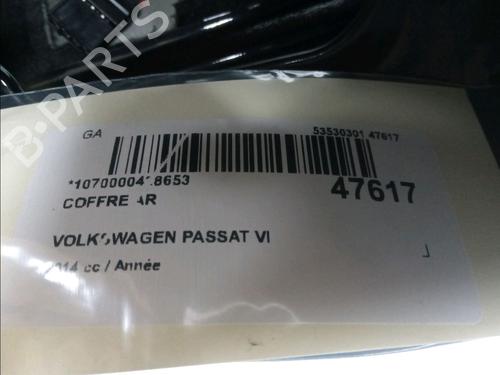 GA
53530301 47617
47617
COFFRE AR
VOLKSWAGEN PASSAT VI
cc / Année
B-PARTS